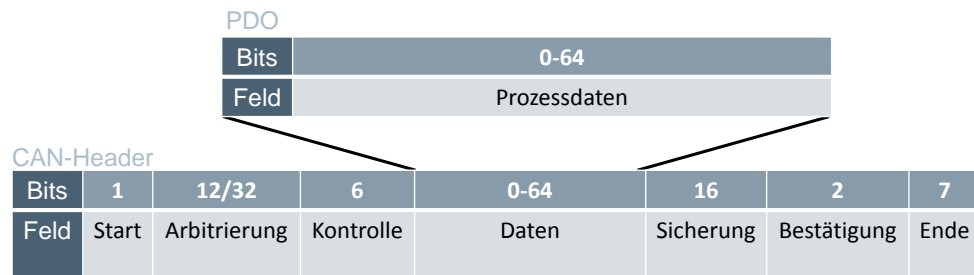 PDO
Bits 0-64
Feld Prozessdaten
CAN-Header
Bits 1 12/32 6 0-64 16 2 7
Feld Start Arbitrierung Kontrolle Daten Sicherung Bestätigung Ende